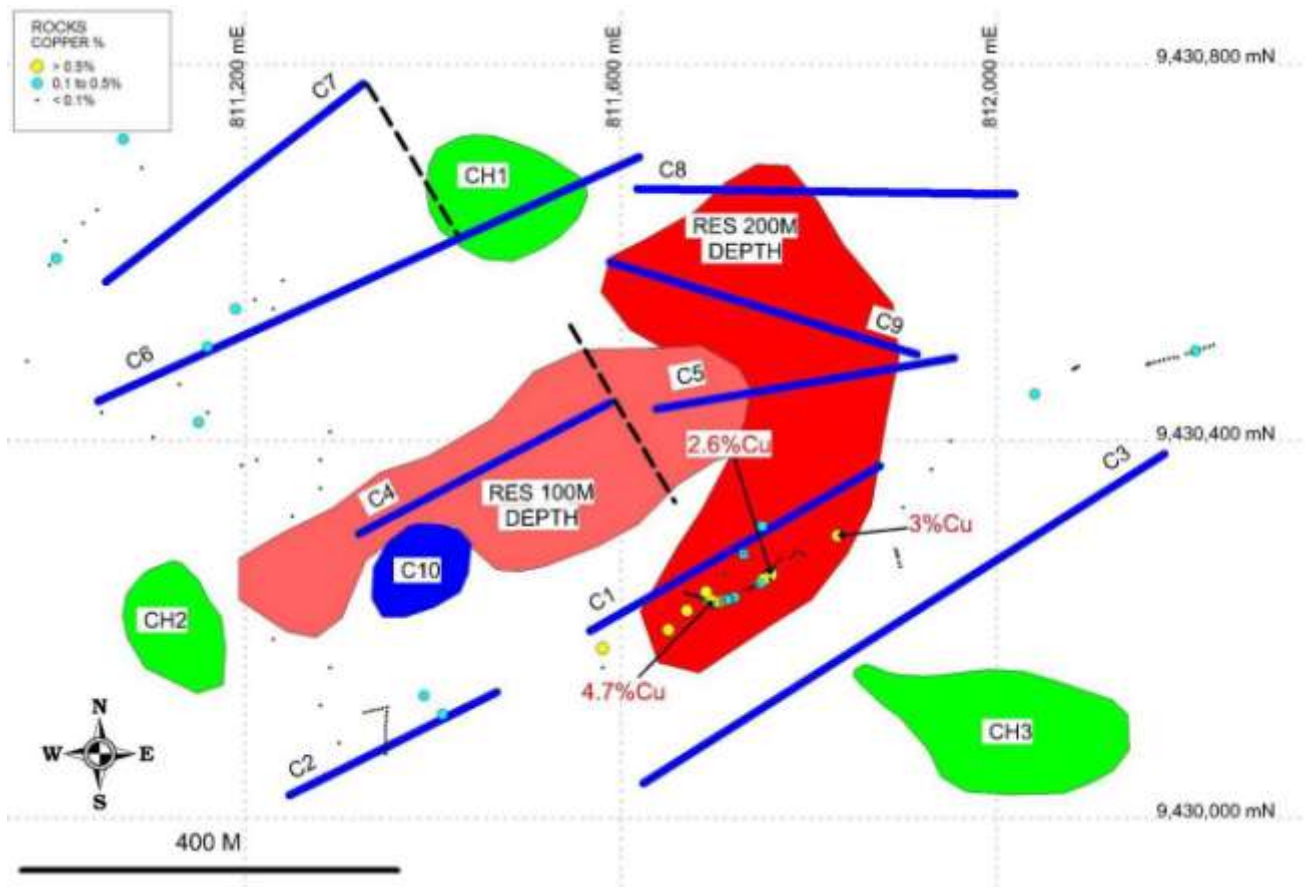 ROCKS
COPPER %
> 0.5%
0.1 to 0.5%
< 0.1%
811,200 mE
811,600 mE
812,000 mE
9,430,800 mN
C7
CH1
C8
RES 200M
DEPTH
C9
C6
C5
2.6%Cu
9,430,400 mN
C3
C4
RES 100M
DEPTH
3%Cu
C10
C1
CH2
4.7%Cu
N
W E
S
C2
CH3
9,430,000 mN
400 M